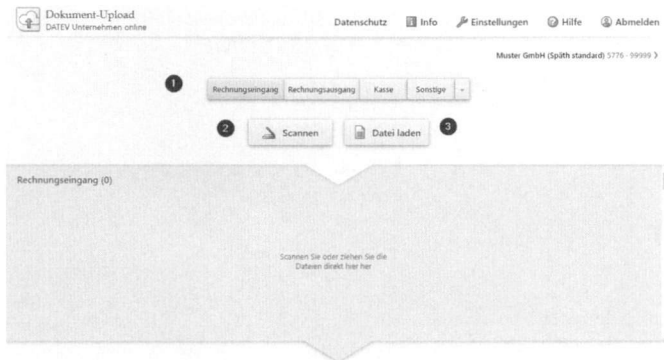 Dokument-Upload
DATEV Unternehmen online
Datenschutz Info Einstellungen Hilfe Abmelden
Muster GmbH (Späth standard) 5776 - 99999 >
1 Rechnungseingang Rechnungsausgang Kasse Sonstige
2 Scannen Datei laden 3
Rechnungseingang (0)
Scannen Sie oder ziehen Sie die
Dateien direkt hier her